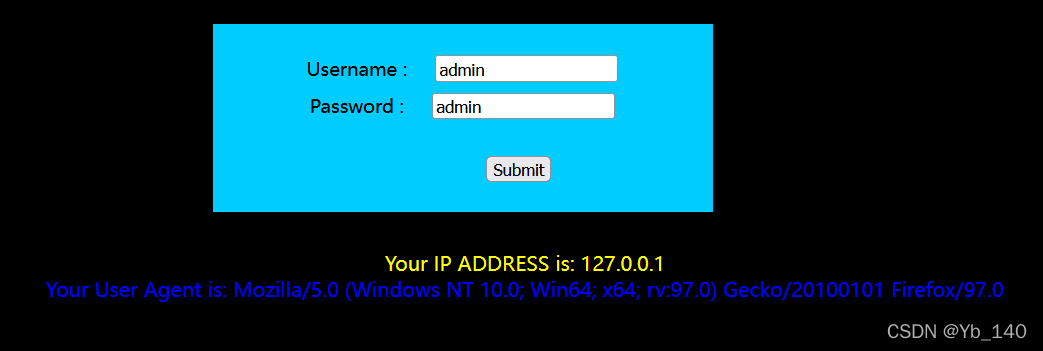 Username : admin
Password : admin
Submit
Your IP ADDRESS is: 127.0.0.1
Your User Agent is: Mozilla/5.0 (Windows NT 10.0; Win64; x64; rv:97.0) Gecko/20100101 Firefox/97.0
CSDN @Yb_140